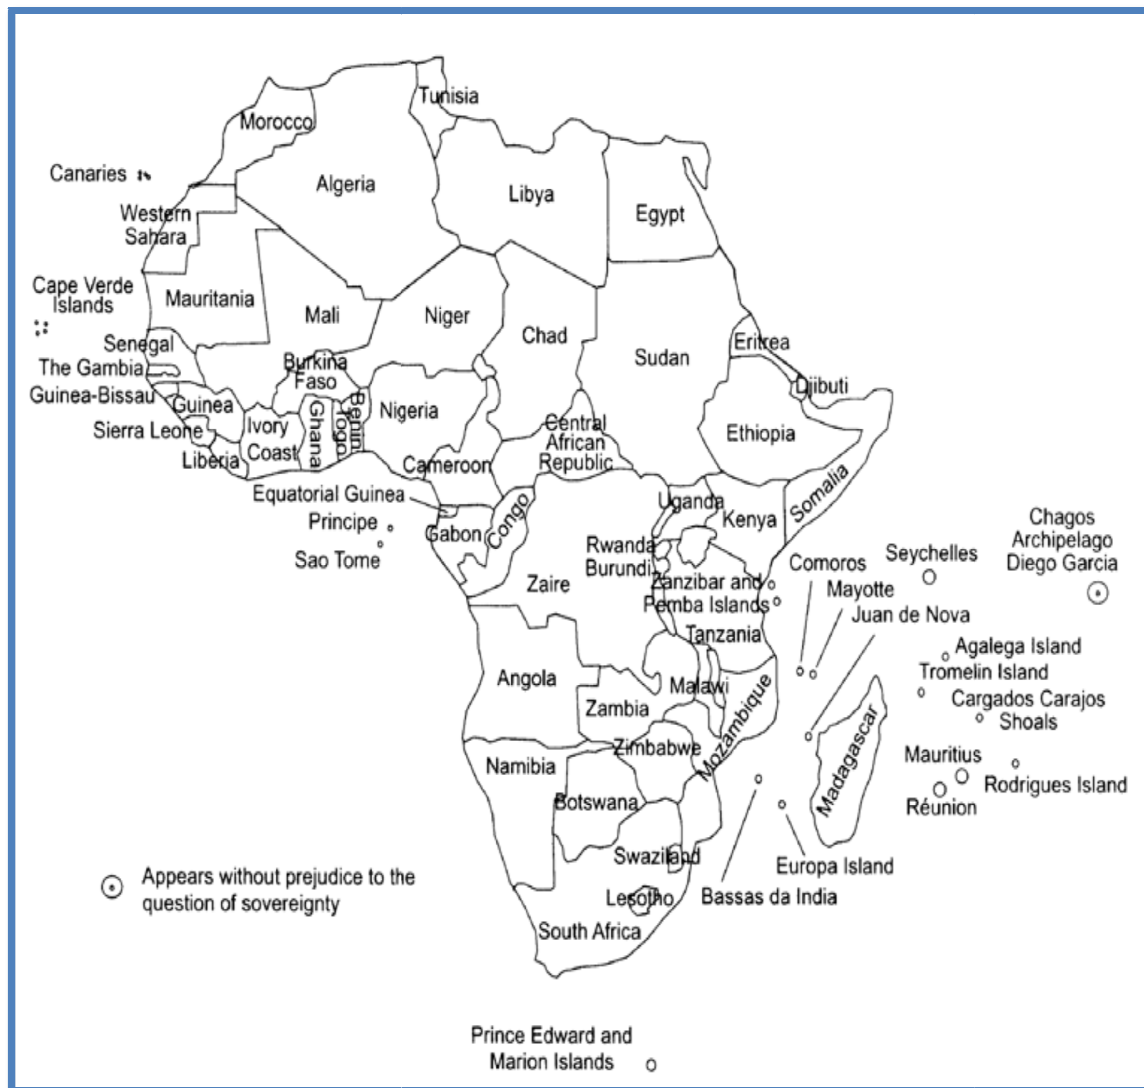 Tunisia
Morocco
Canaries
Algeria
Libya
Egypt
Western
Sahara
Cape Verde
Islands
Mauritania
Mali
Niger
Chad
Sudan
Eritrea
Senegal
The Gambia
Guinea-Bissau
Guinea
Sierra Leone
Liberia
Ivory
Coast
Burkina
Faso
Ghana
Togo
Benin
Nigeria
Djibuti
Ethiopia
Central
African
Republic
Cameroon
Somalia
Equatorial Guinea
Principe
Sao Tome
Gabon
Congo
Uganda
Kenya
Rwanda
Burundi
Zaire
Zanzibar and
Pemba Islands
Tanzania
Comoros
Mayotte
Juan de Nova
Seychelles
Chagos
Archipelago
Diego Garcia
Agalega Island
Tromelin Island
Cargados Carajos
Shoals
Mauritius
Rodrigues Island
Réunion
Angola
Zambia
Malawi
Mozambique
Madagascar
Zimbabwe
Namibia
Botswana
Swaziland
Lesotho
South Africa
Europa Island
Bassas da India
Appears without prejudice to the
question of sovereignty
Prince Edward and
Marion Islands